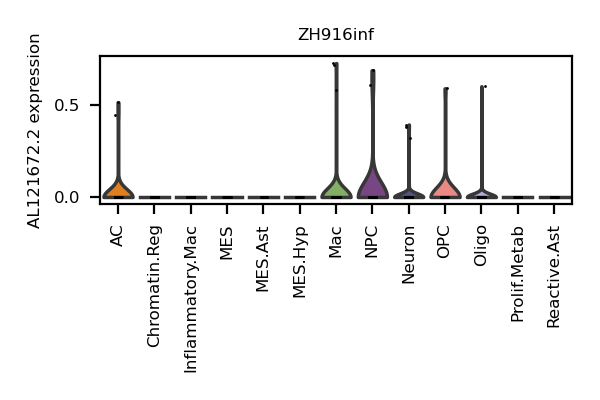 ZH916inf
AL121672.2 expression
0.5
0.0
AC
Chromatin.Reg
Inflammatory.Mac
MES
MES.Ast
MES.Hyp
Mac
NPC
Neuron
OPC
Oligo
Prolif.Metab
Reactive.Ast